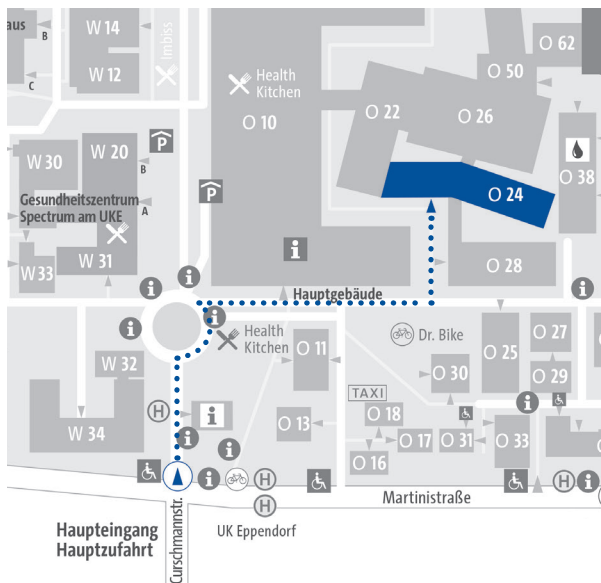 aus
B
C
W 14
W 12
Imbiss
Health
Kitchen
O 10
O 62
O 50
O 22
O 26
O 38
O 24
O 28
W 30
W 20
B
A
P
P
Gesundheitszentrum
Spectrum am UKE
W 33
W 31
i
Hauptgebäude
i
i
i
i
i
Health
Kitchen
O 11
Dr. Bike
O 25
O 27
O 29
O 30
W 32
W 34
H
i
i
i
O 13
TAXI
O 18
O 17
O 16
O 31
O 33
i
O
i
H
H
Martinistraße
H
i
Haupteingang
Hauptzufahrt
Curschmannstr.
UK Eppendorf